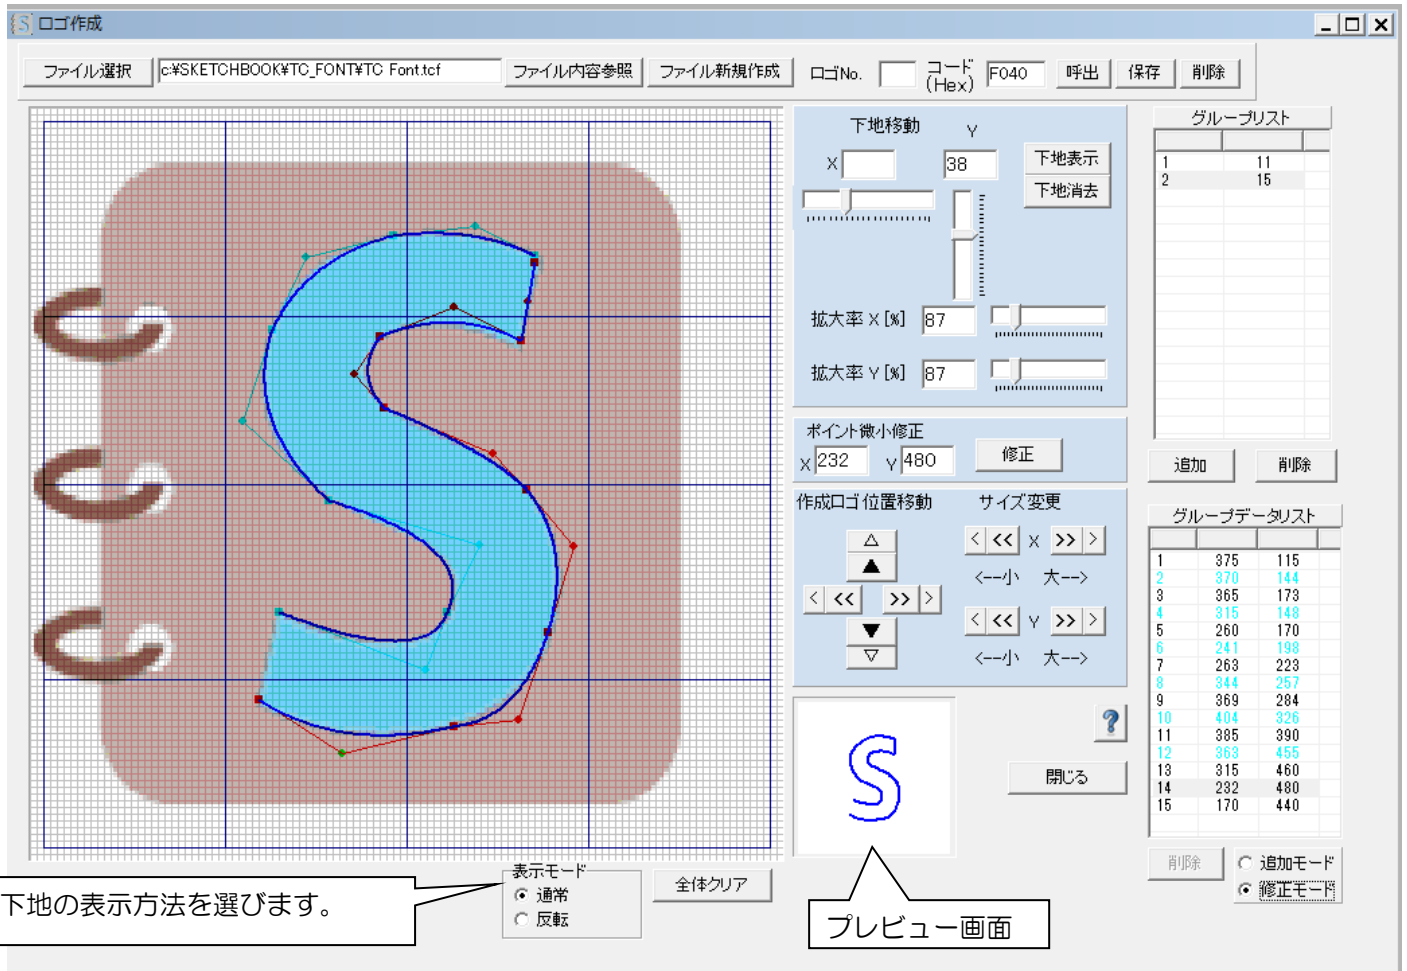 ロゴ作成
ファイル選択 c:¥SKETCHBOOK¥TC_FONT¥TC Font.tcf ファイル内容参照 ファイル新規作成 ロゴNo. コード(Hex) F040 呼出 保存 削除
下地移動
X Y 38
下地表示
下地消去
拡大率 X [%] 87
拡大率 Y [%] 87
ポイント微小修正
X 232 Y 480 修正
作成ロゴ位置移動 サイズ変更
△
▲
< << >> >
▼
▽
< << X >> >
<--小 大-->
< << Y >> >
<--小 大-->
?
閉じる
プレビュー画面
グループリスト
1 11
2 15
追加 削除
グループデータリスト
1 375 115
2 370 144
3 365 173
4 315 148
5 260 170
6 241 198
7 263 223
8 344 257
9 369 284
10 404 326
11 385 390
12 363 455
13 315 460
14 232 480
15 170 440
削除
追加モード
修正モード
下地の表示方法を選びます。
表示モード
通常
反転
全体クリア